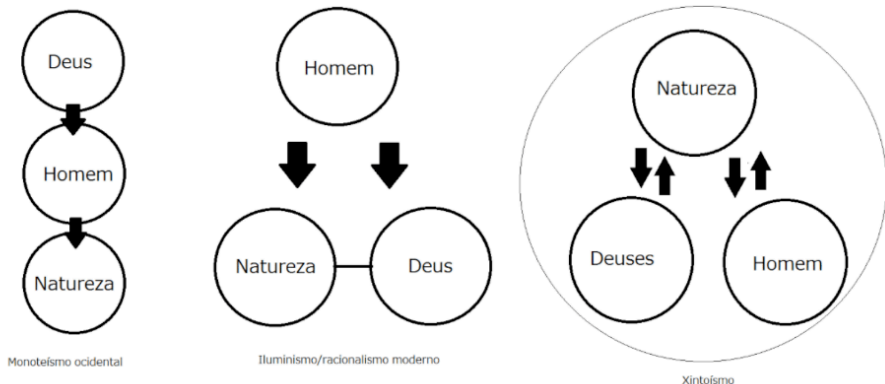 Deus
Homem
Natureza
Monoteísmo ocidental
Homem
Natureza
Deus
Iluminismo/racionalismo moderno
Natureza
Deuses
Homem
Xintoísmo